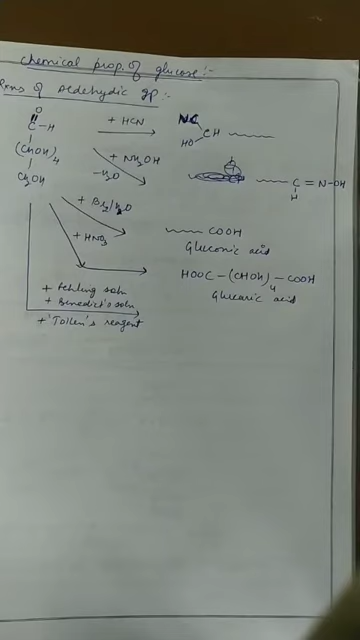 chemical prop. of glucose :-
Rxns of Aldehydic gp :-
O
C-H
(CHOH)4
CH2OH
+ HCN
NC
CH
HO
+ NH2OH
-H2O
C = N-OH
H
+ Br2/H2O
COOH
Gluconic acid
+ HNO3
HOOC - (CHOH)4 - COOH
Glucaric acid
+ Fehling soln
+ Benedict's soln
+ Tollen's reagent